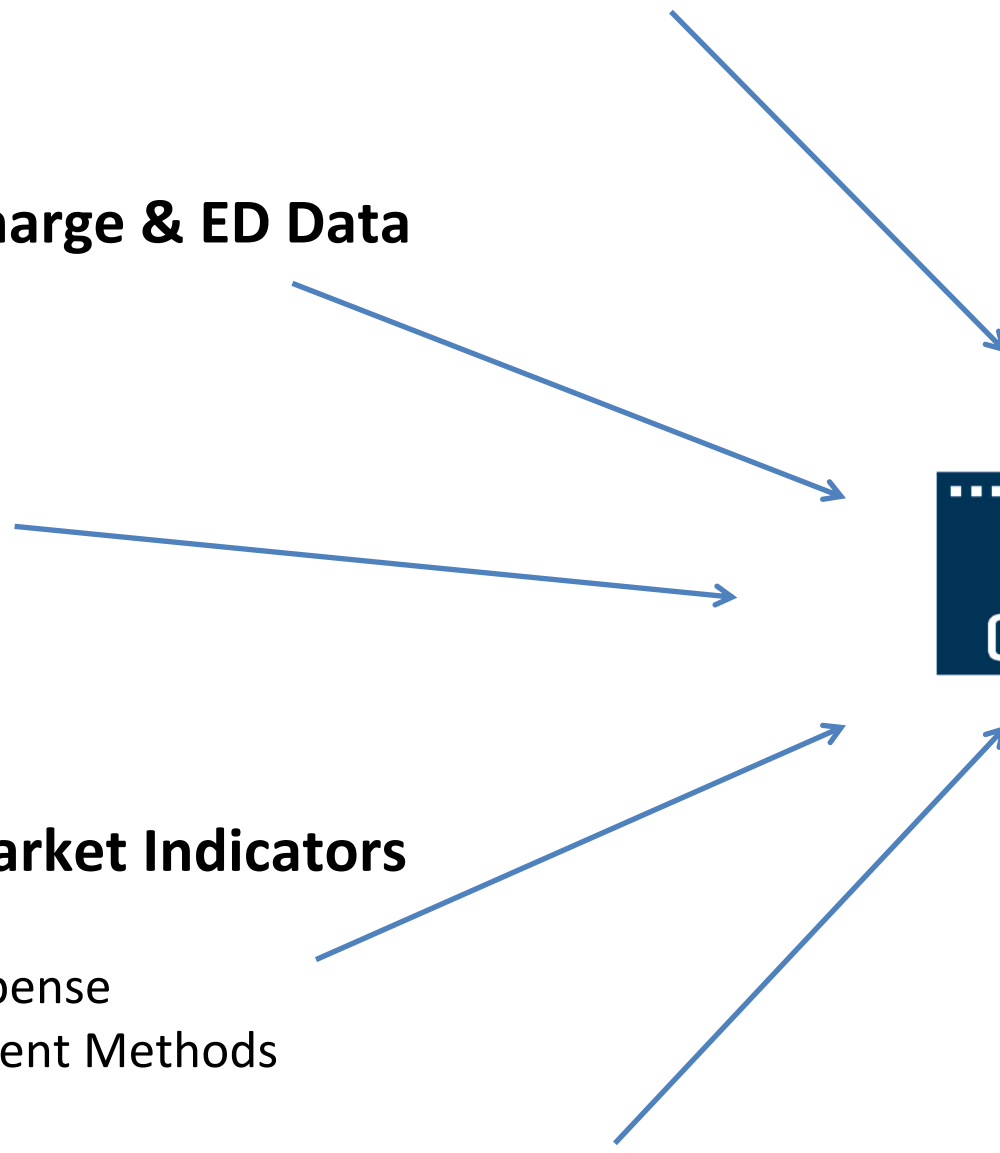 harge & ED Data
arket Indicators
pense
ent Methods